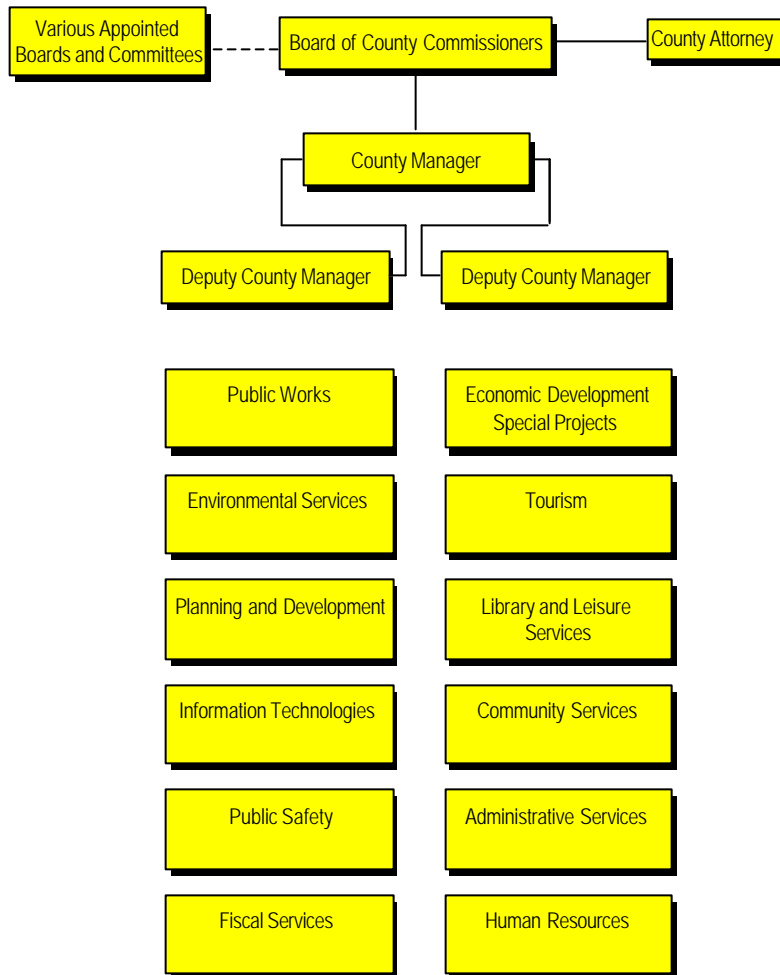 Various Appointed
Boards and Committees
Board of County Commissioners
County Attorney
County Manager
Deputy County Manager
Deputy County Manager
Public Works
Economic Development
Special Projects
Environmental Services
Tourism
Planning and Development
Library and Leisure
Services
Information Technologies
Community Services
Public Safety
Administrative Services
Fiscal Services
Human Resources